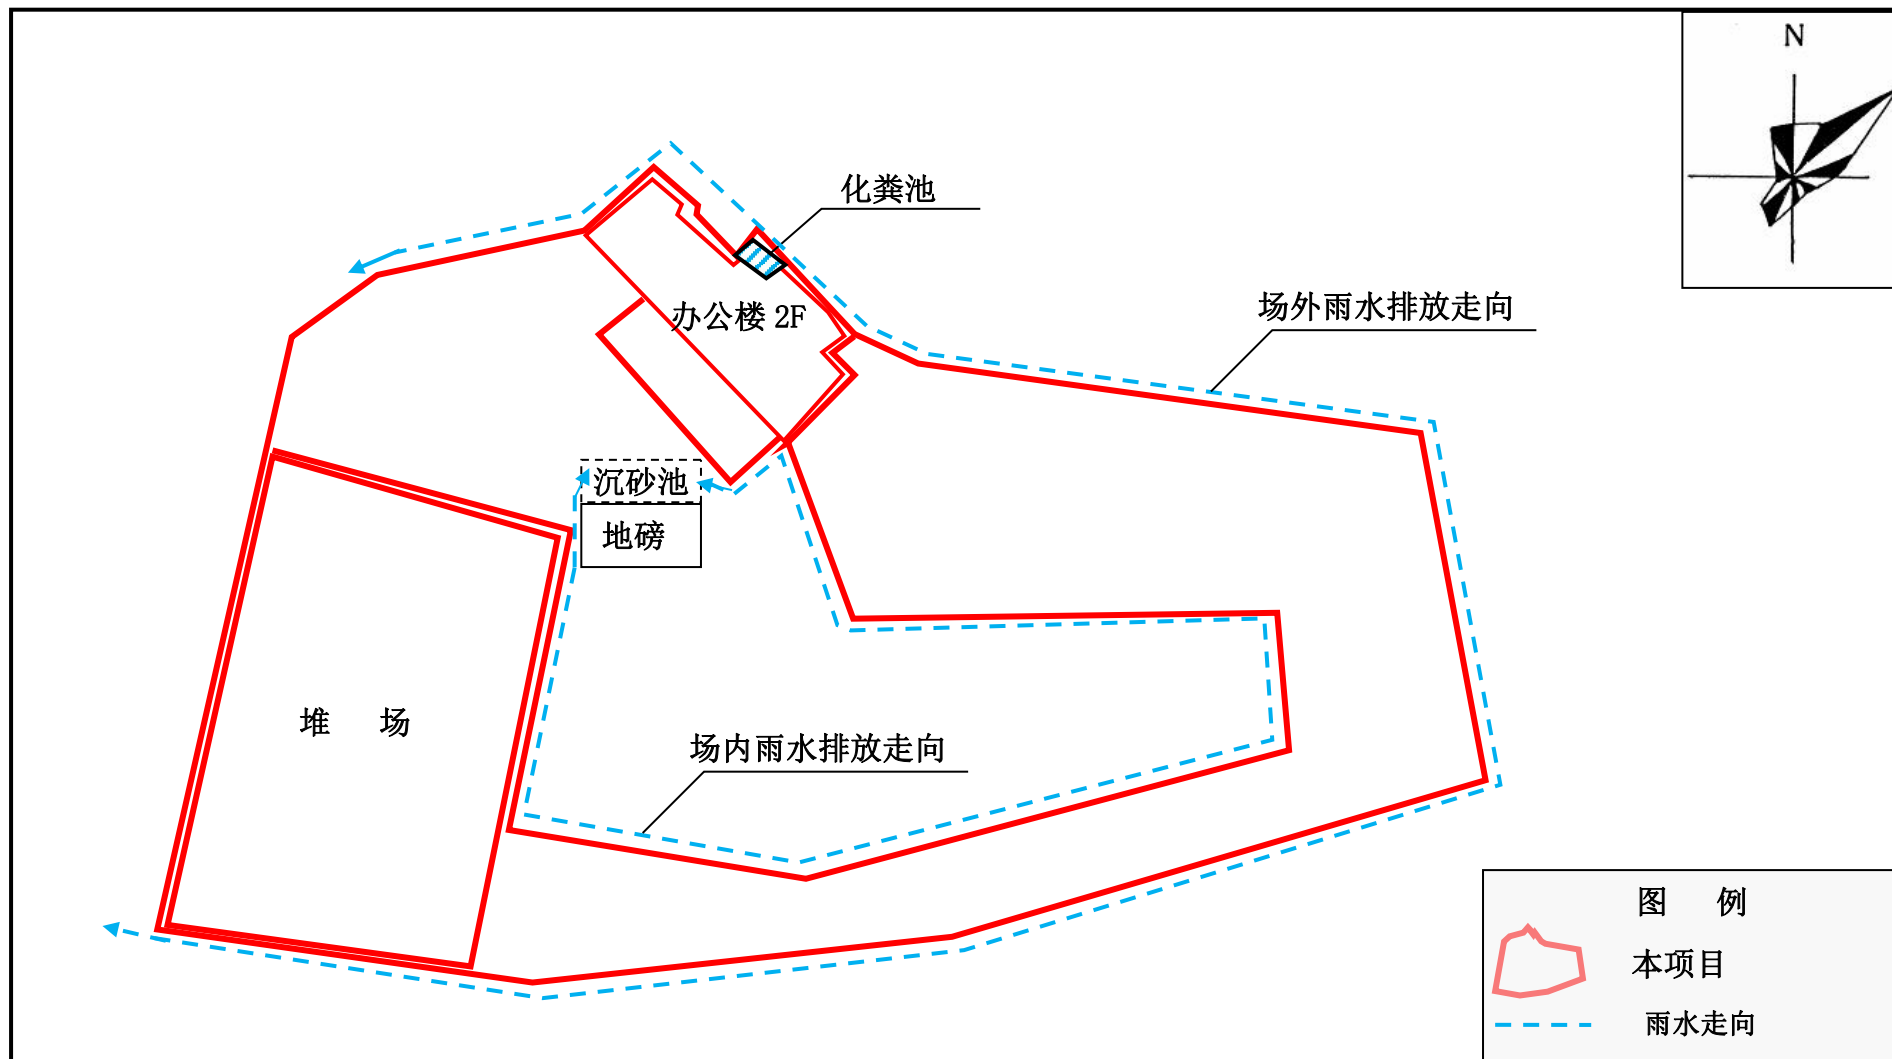 N
化粪池
场外雨水排放走向
办公楼 2F
沉砂池
地磅
堆 场
场内雨水排放走向
图 例
本项目
雨水走向